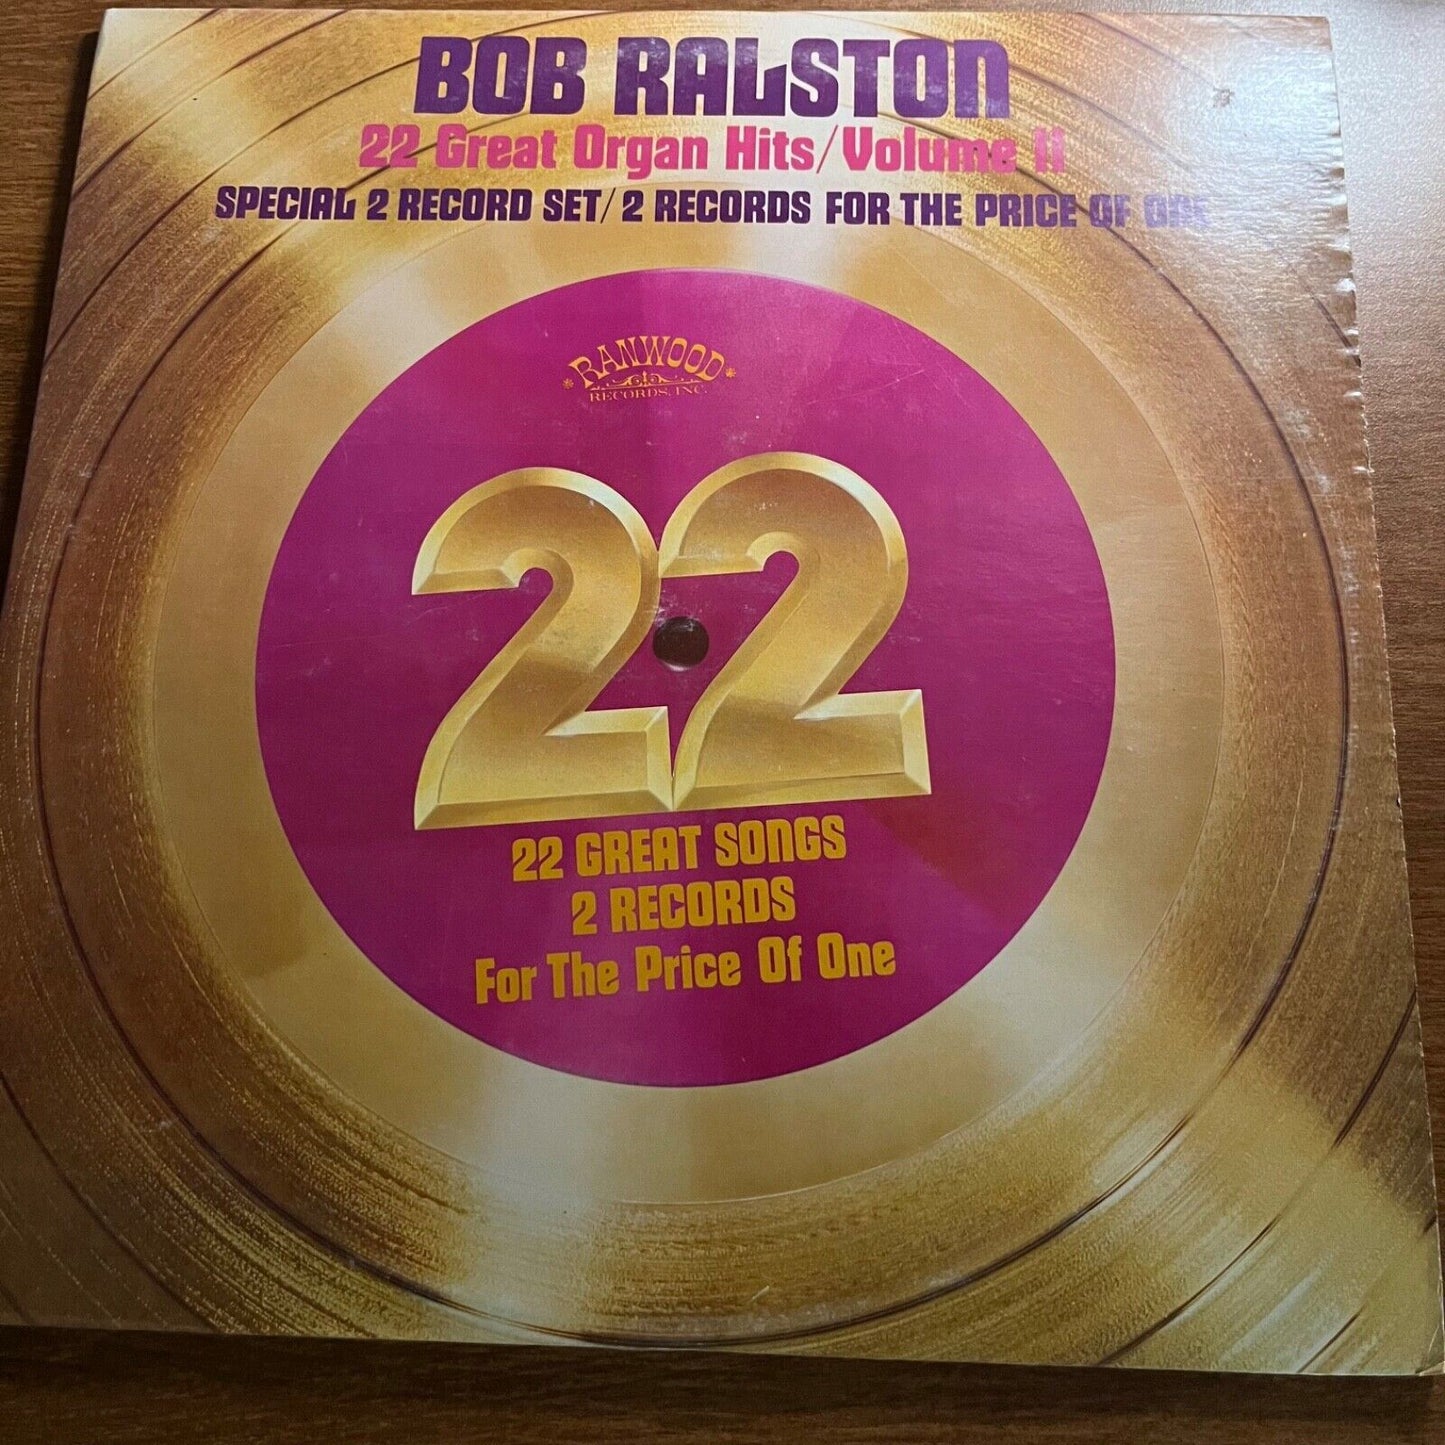 BOB RALSTON
22 Great Organ Hits/Volume II
SPECIAL 2 RECORD SET/2 RECORDS FOR THE PRICE OF ONE
RANWOOD
RECORDS, INC.
22
22 GREAT SONGS
2 RECORDS
For The Price Of One